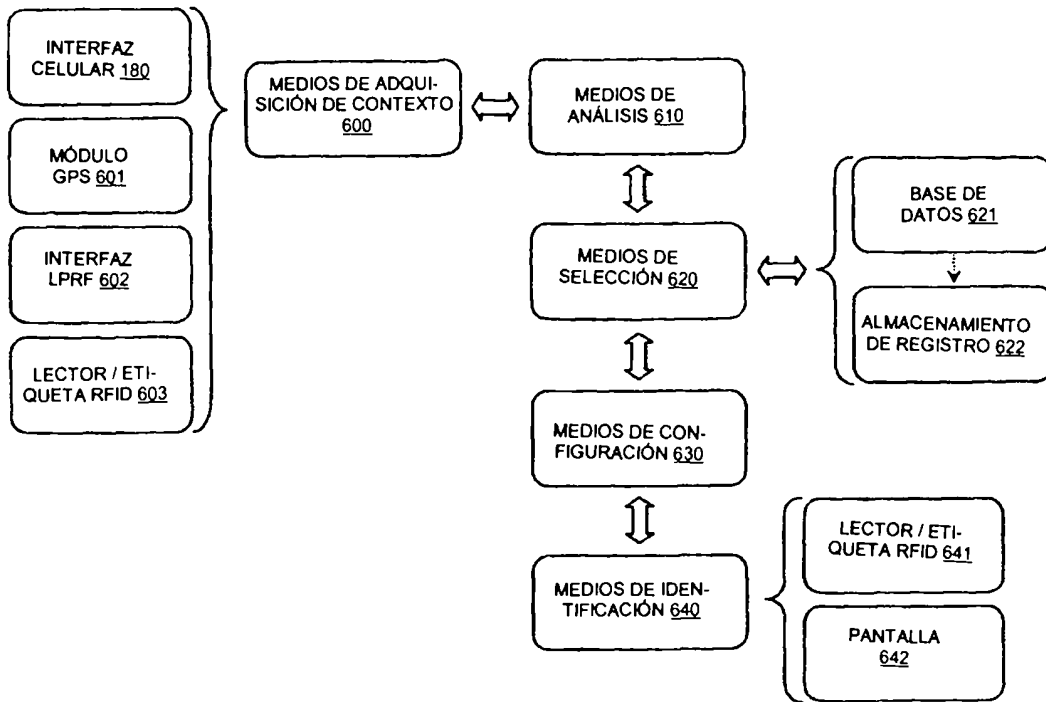 INTERFAZ
CELULAR 180
MÓDULO
GPS 601
INTERFAZ
LPRF 602
LECTOR / ETI-
QUETA RFID 603
MEDIOS DE ADQUI-
SICIÓN DE CONTEXTO
600
MEDIOS DE
ANÁLISIS 610
MEDIOS DE
SELECCIÓN 620
BASE DE
DATOS 621
ALMACENAMIENTO
DE REGISTRO 622
MEDIOS DE CON-
FIGURACIÓN 630
MEDIOS DE IDEN-
TIFICACIÓN 640
LECTOR / ETI-
QUETA RFID 641
PANTALLA
642